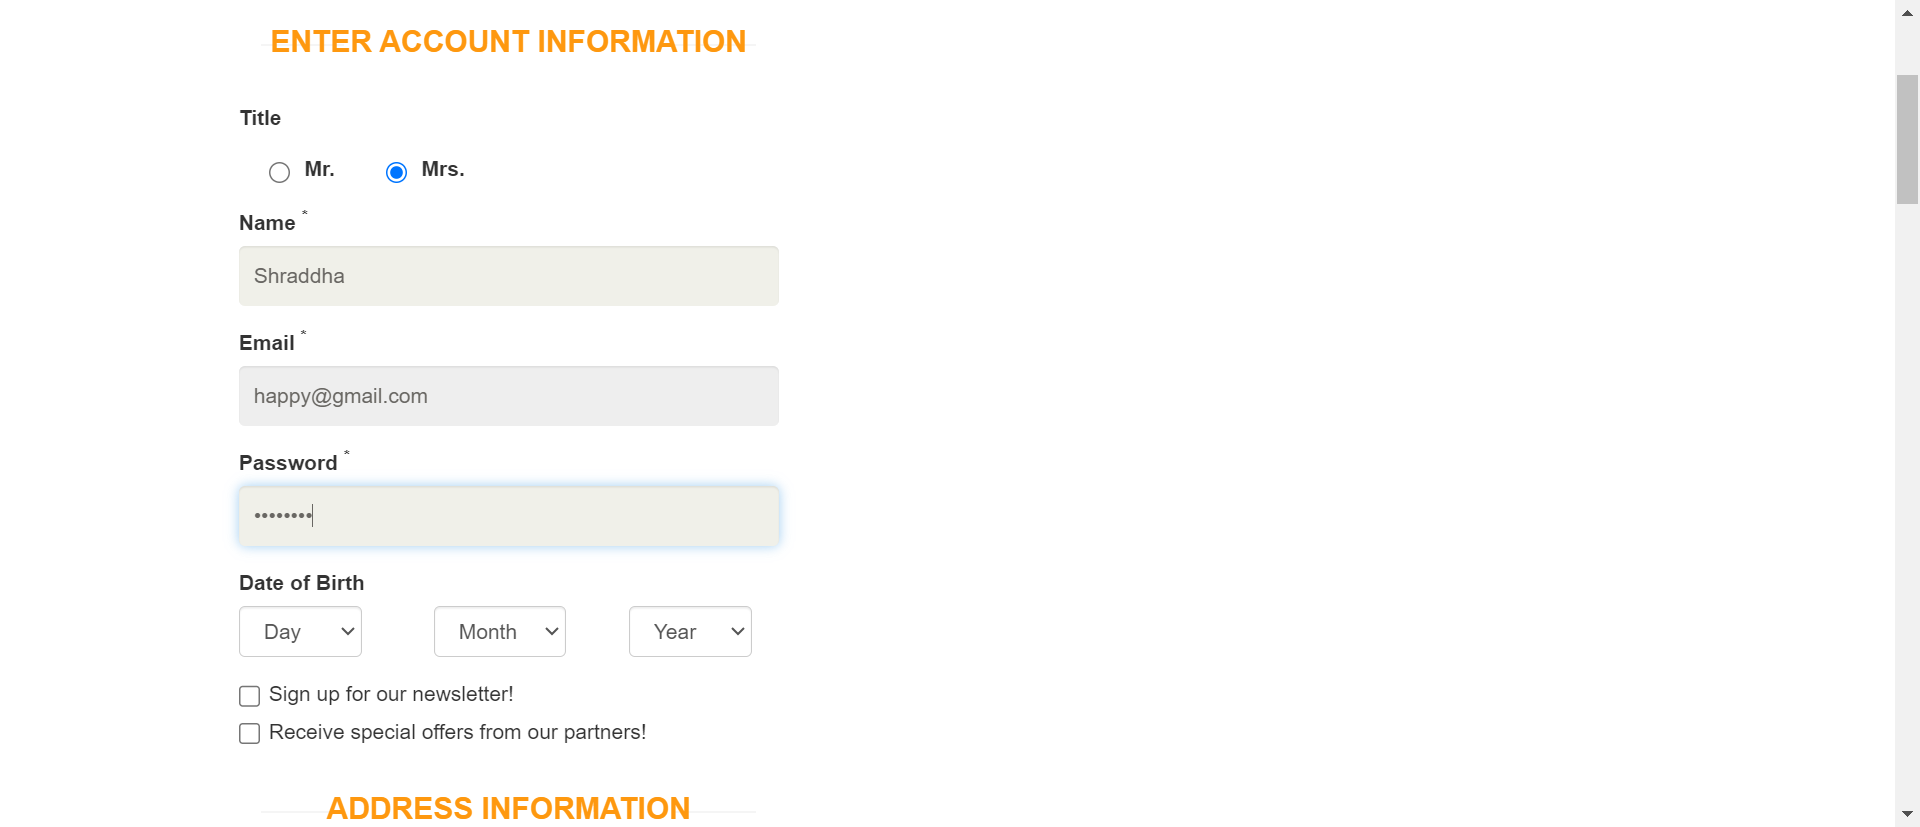 ENTER ACCOUNT INFORMATION
Title
Mr. Mrs.
Name *
Shraddha
Email *
happy@gmail.com
Password *
••••••••
Date of Birth
Day Month Year
Sign up for our newsletter!
Receive special offers from our partners!
ADDRESS INFORMATION